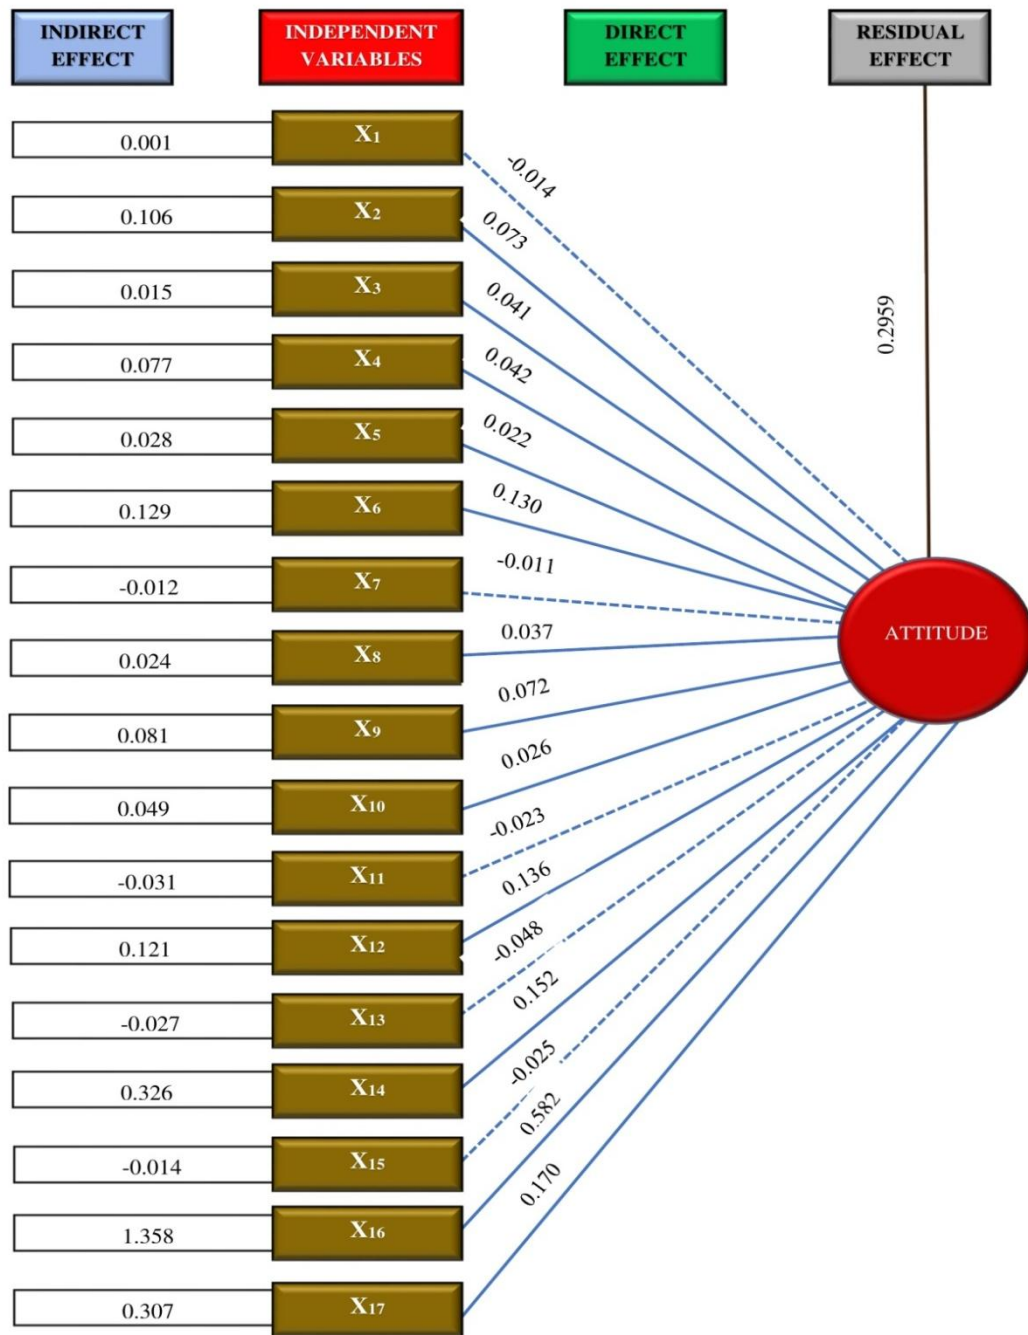 INDIRECT
EFFECT
INDEPENDENT
VARIABLES
DIRECT
EFFECT
RESIDUAL
EFFECT
0.001
X1
-0.014
0.106
X2
0.073
0.015
X3
0.041
0.077
X4
0.042
0.028
X5
0.022
0.129
X6
0.130
-0.012
X7
-0.011
0.024
X8
0.037
0.081
X9
0.072
0.049
X10
0.026
-0.031
X11
-0.023
0.121
X12
0.136
-0.027
X13
-0.048
0.326
X14
0.152
-0.014
X15
-0.025
1.358
X16
0.582
0.307
X17
0.170
0.2959
ATTITUDE